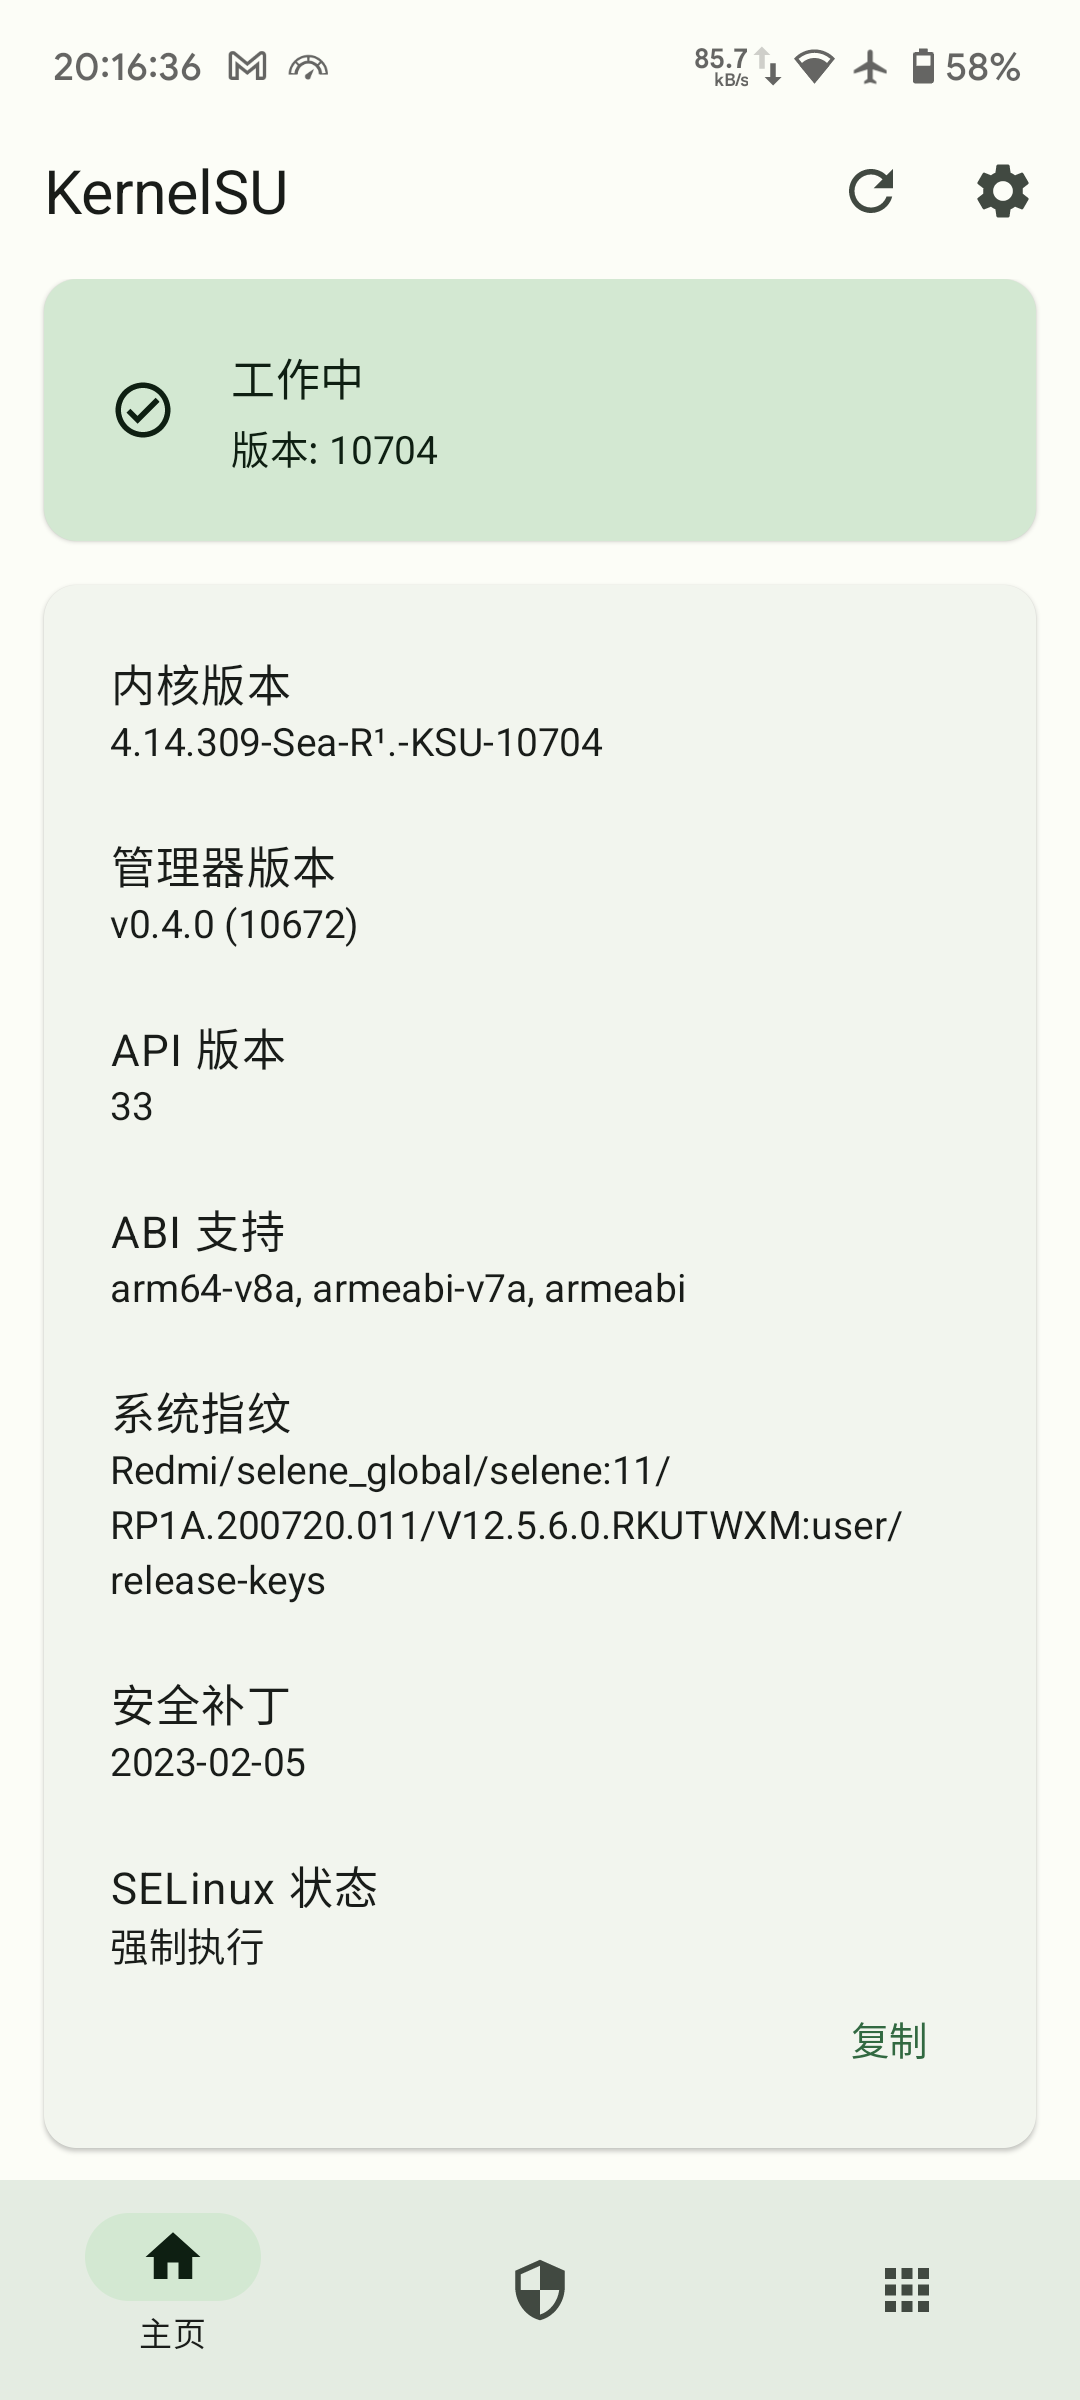 20:16:36
85.7
kB/s
58%
KernelSU
工作中
版本: 10704
内核版本
4.14.309-Sea-R¹.-KSU-10704
管理器版本
v0.4.0 (10672)
API 版本
33
ABI 支持
arm64-v8a, armeabi-v7a, armeabi
系统指纹
Redmi/selene_global/selene:11/
RP1A.200720.011/V12.5.6.0.RKUTWXM:user/
release-keys
安全补丁
2023-02-05
SELinux 状态
强制执行
复制
主页